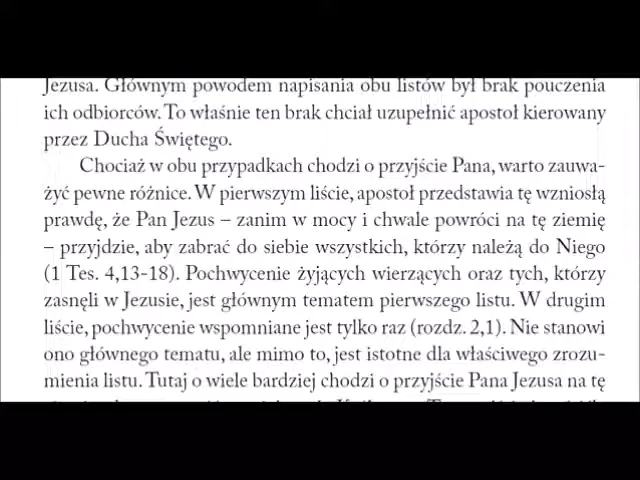 Jezusa. Głównym powodem napisania obu listów był brak pouczenia
ich odbiorców. To właśnie ten brak chciał uzupełnić apostoł kierowany
przez Ducha Świętego.
Chociaż w obu przypadkach chodzi o przyjście Pana, warto zauwa-
żyć pewne różnice. W pierwszym liście, apostoł przedstawia tę wzniosłą
prawdę, że Pan Jezus – zanim w mocy i chwale powróci na tę ziemię
– przyjdzie, aby zabrać do siebie wszystkich, którzy należą do Niego
(1 Tes. 4,13-18). Pochwycenie żyjących wierzących oraz tych, którzy
zasnęli w Jezusie, jest głównym tematem pierwszego listu. W drugim
liście, pochwycenie wspomniane jest tylko raz (rozdz. 2,1). Nie stanowi
ono głównego tematu, ale mimo to, jest istotne dla właściwego zrozu-
mienia listu. Tutaj o wiele bardziej chodzi o przyjście Pana Jezusa na tę